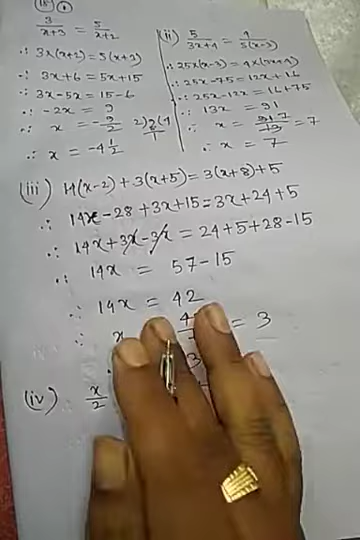 15) (i)
3/(x+3) = 5/(x+2)
∴ 3x(x+2) = 5(x+3)
∴ 3x+6 = 5x+15
∴ 3x-5x = 15-6
∴ -2x = 9
∴ x = -9/2
∴ x = -4 1/2
(ii) 5/(3x+4) = 4/5(x-3)
∴ 25x-75 = 12x+16
∴ 25x-12x = 16+75
∴ 13x = 91
∴ x = 91/13 = 7
∴ x = 7
(iii) 14(x-2)+3(x+5) = 3(x+8)+5
∴ 14x-28+3x+15 = 3x+24+5
∴ 14x+3x-3x = 24+5+28-15
∴ 14x = 57-15
∴ 14x = 42
∴ x = 3
(iv) x/2